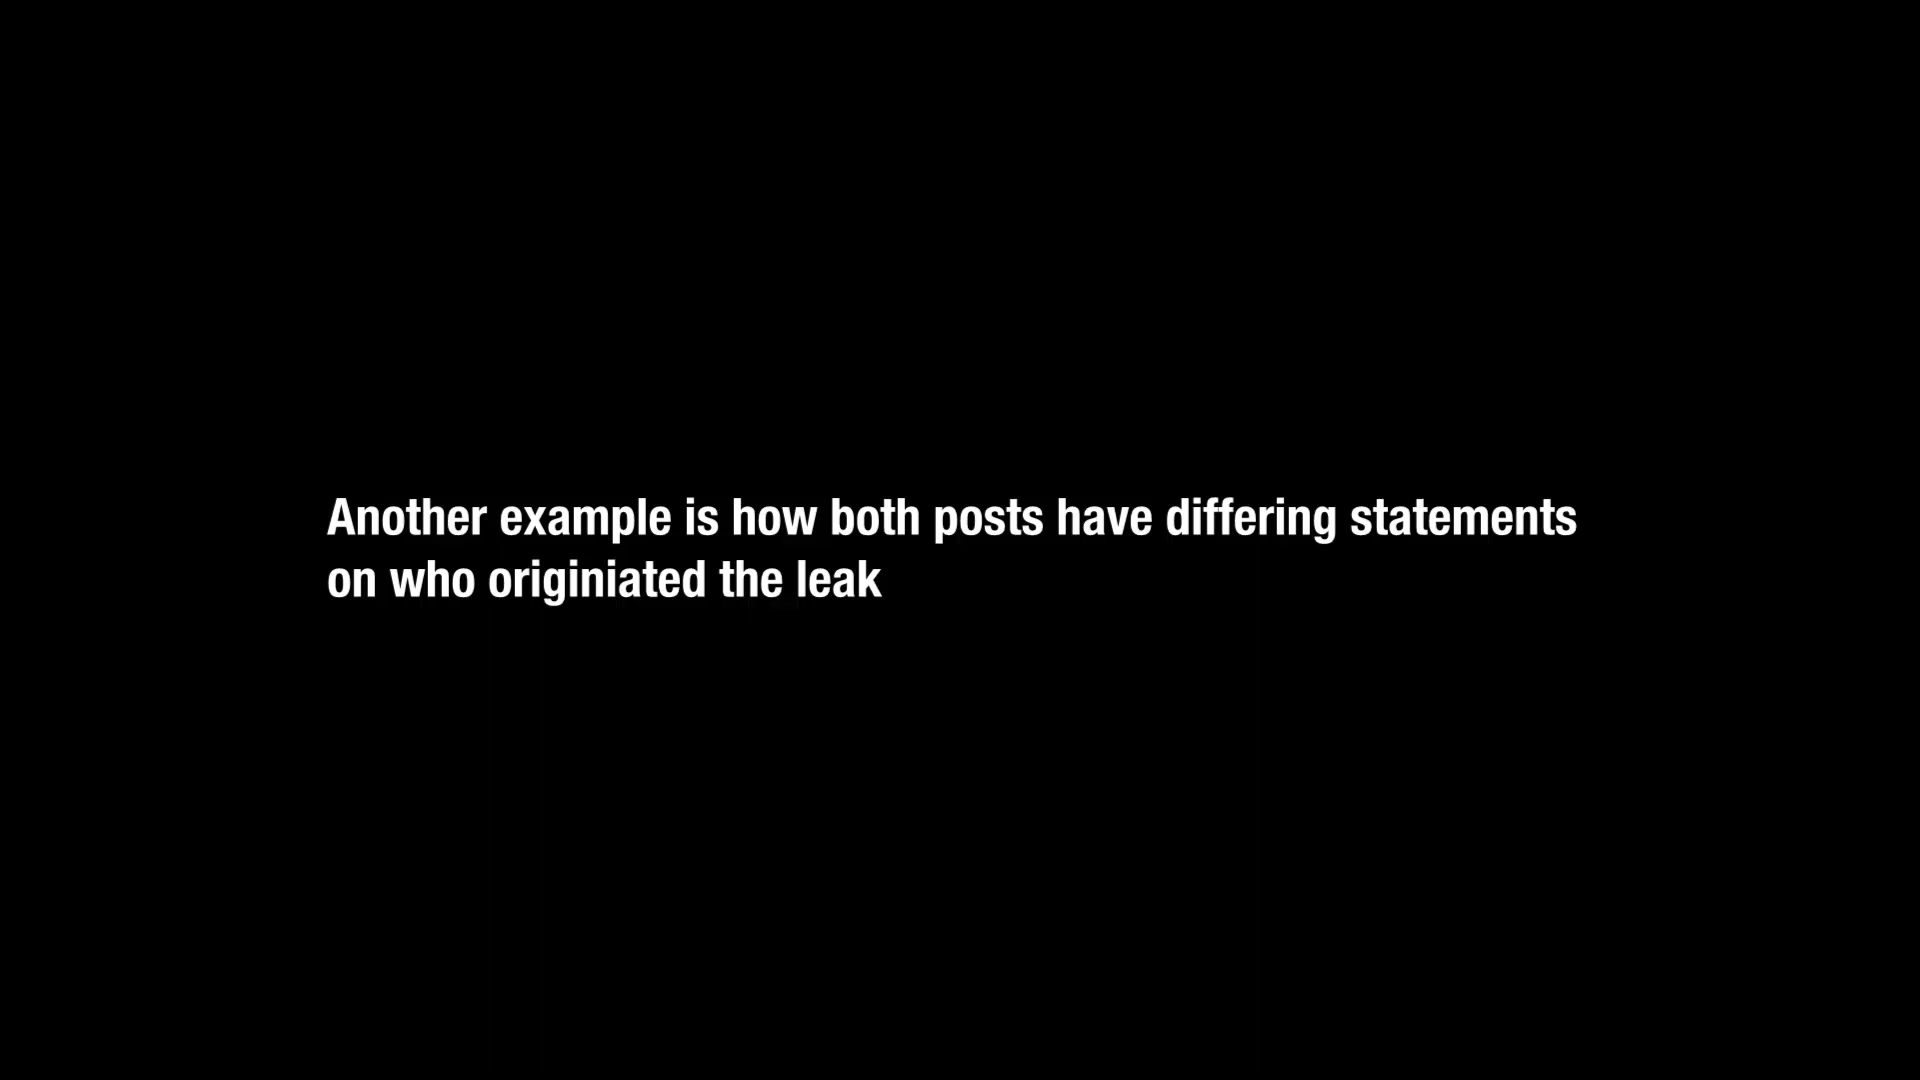 Another example is how both posts have differing statements
on who originiated the leak